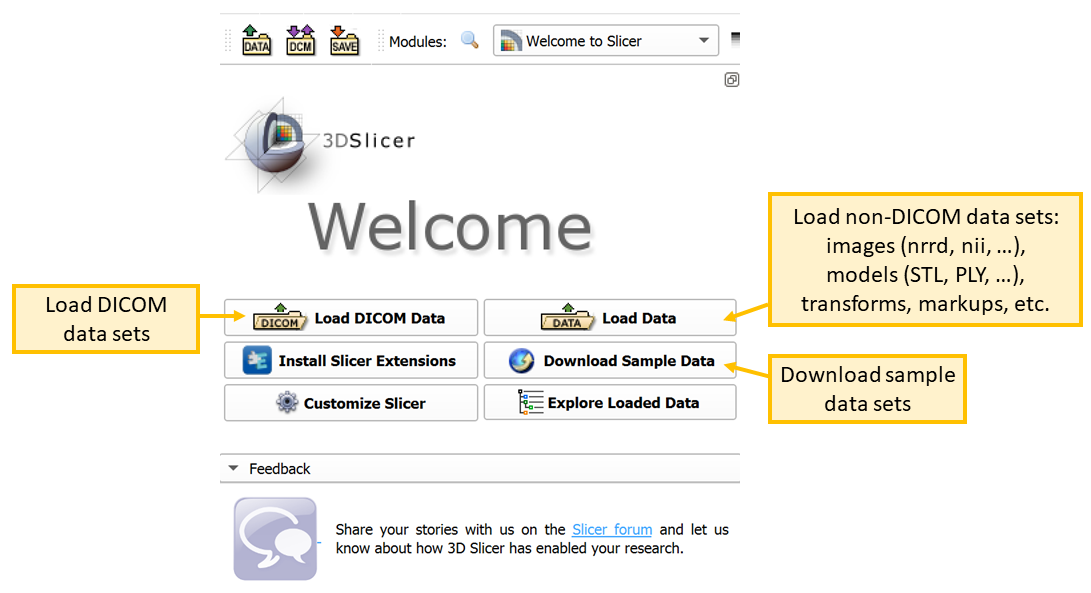 DATA
DCM
SAVE
Modules:
Welcome to Slicer
3DSlicer
Welcome
Load non-DICOM data sets:
images (nrrd, nii, …),
models (STL, PLY, …),
transforms, markups, etc.
Load DICOM
data sets
DICOM
Load DICOM Data
DATA
Load Data
Install Slicer Extensions
Download Sample Data
Download sample
data sets
Customize Slicer
Explore Loaded Data
Feedback
Share your stories with us on the Slicer forum and let us
know about how 3D Slicer has enabled your research.